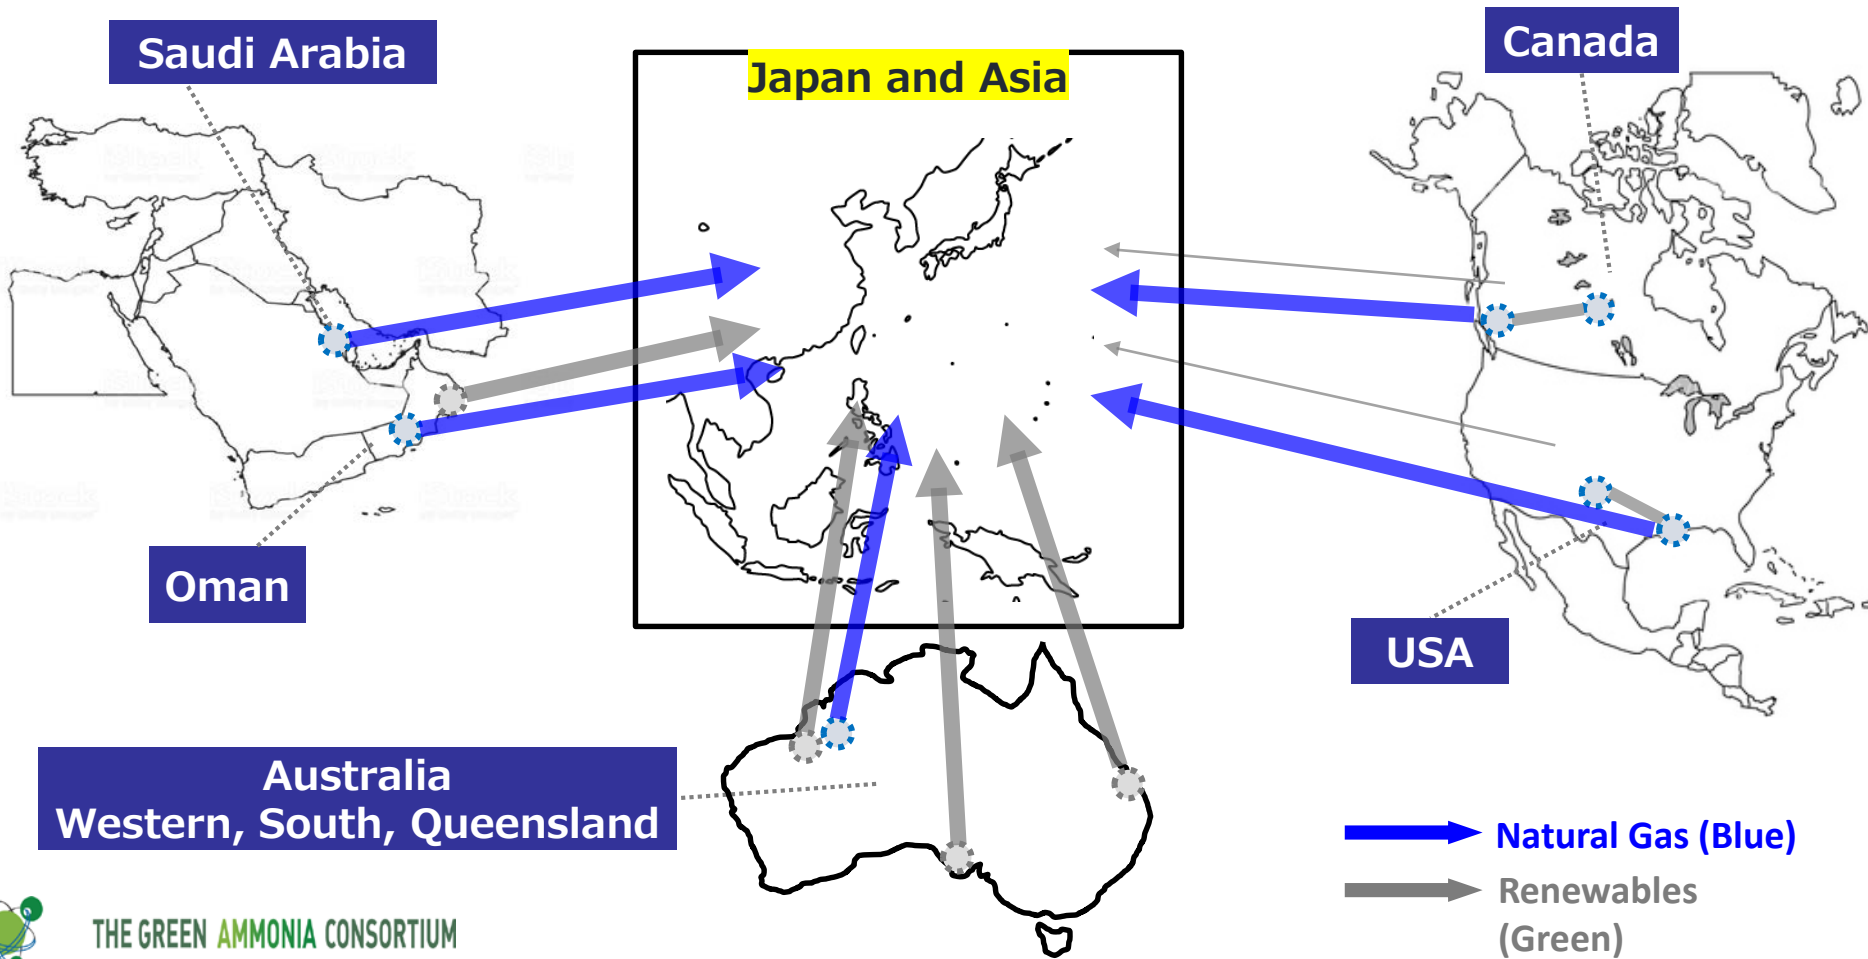 Saudi Arabia
Japan and Asia
Canada
Oman
USA
Australia
Western, South, Queensland
Natural Gas (Blue)
Renewables
(Green)
THE GREEN AMMONIA CONSORTIUM